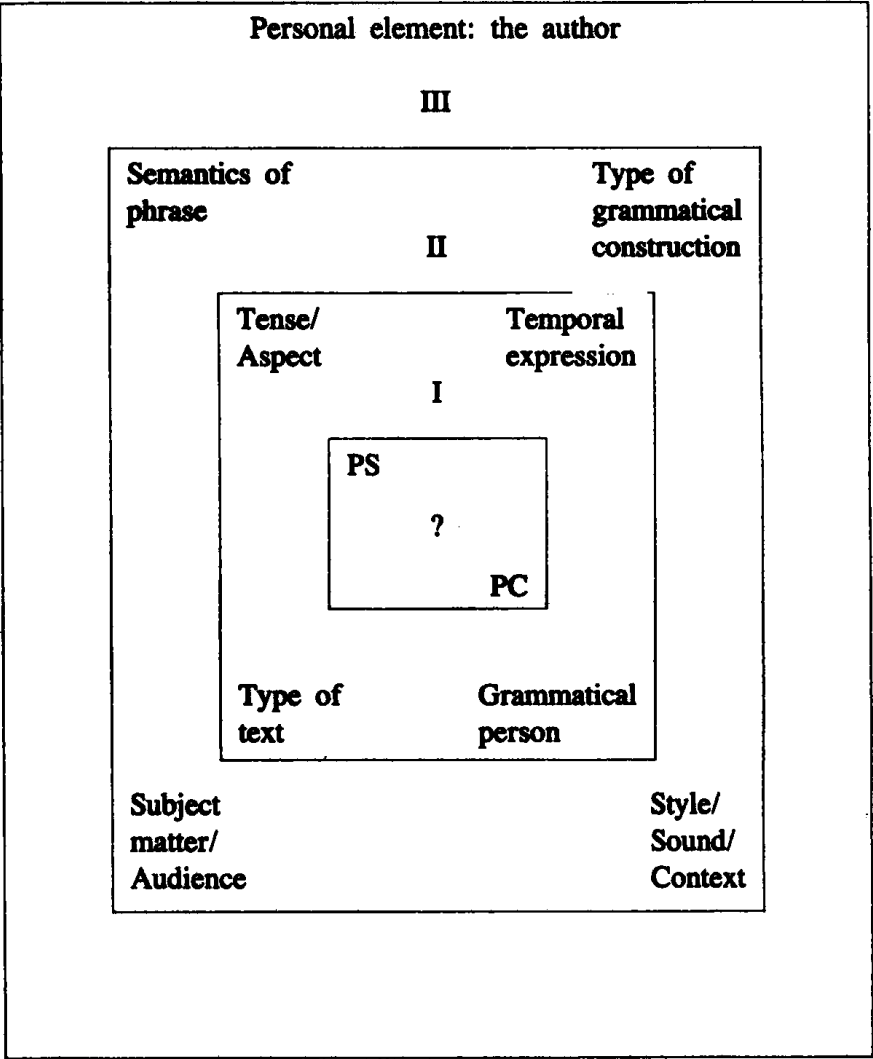 Personal element: the author
III
Semantics of
phrase
Type of
grammatical
construction
II
Tense/
Aspect
Temporal
expression
I
PS
?
PC
Type of
text
Grammatical
person
Subject
matter/
Audience
Style/
Sound/
Context